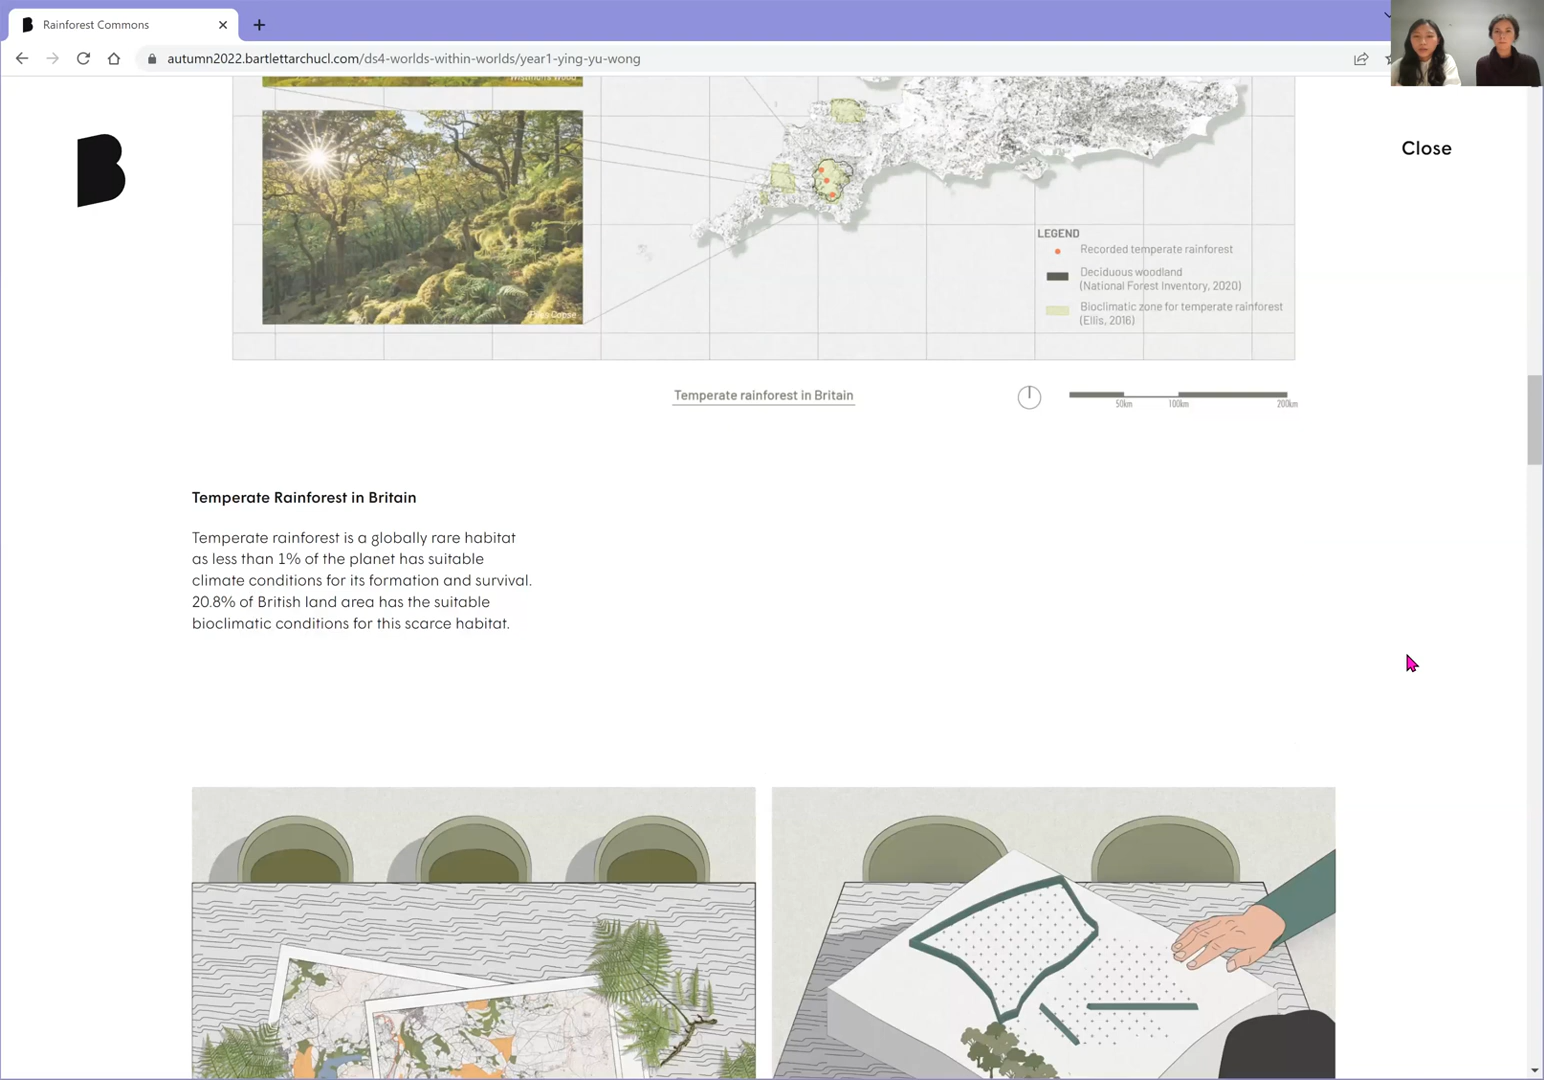 Rainforest Commons
autumn2022.bartlettarchucl.com/ds4-worlds-within-worlds/year1-ying-yu-wong
Wistman's Wood
Close
LEGEND
Recorded temperate rainforest
Deciduous woodland
(National Forest Inventory, 2020)
Bioclimatic zone for temperate rainforest
(Ellis, 2016)
Temperate rainforest in Britain
50km 100km 200km
Temperate Rainforest in Britain
Temperate rainforest is a globally rare habitat
as less than 1% of the planet has suitable
climate conditions for its formation and survival.
20.8% of British land area has the suitable
bioclimatic conditions for this scarce habitat.